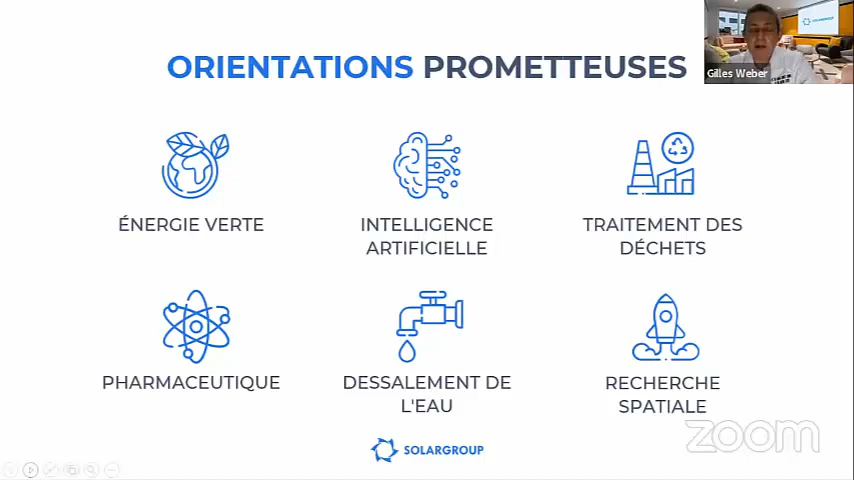 ORIENTATIONS PROMETTEUSES
SOLARGROUP
Gilles Weber
ÉNERGIE VERTE
INTELLIGENCE
ARTIFICIELLE
TRAITEMENT DES
DÉCHETS
PHARMACEUTIQUE
DESSALEMENT DE
L'EAU
RECHERCHE
SPATIALE
SOLARGROUP
zoom